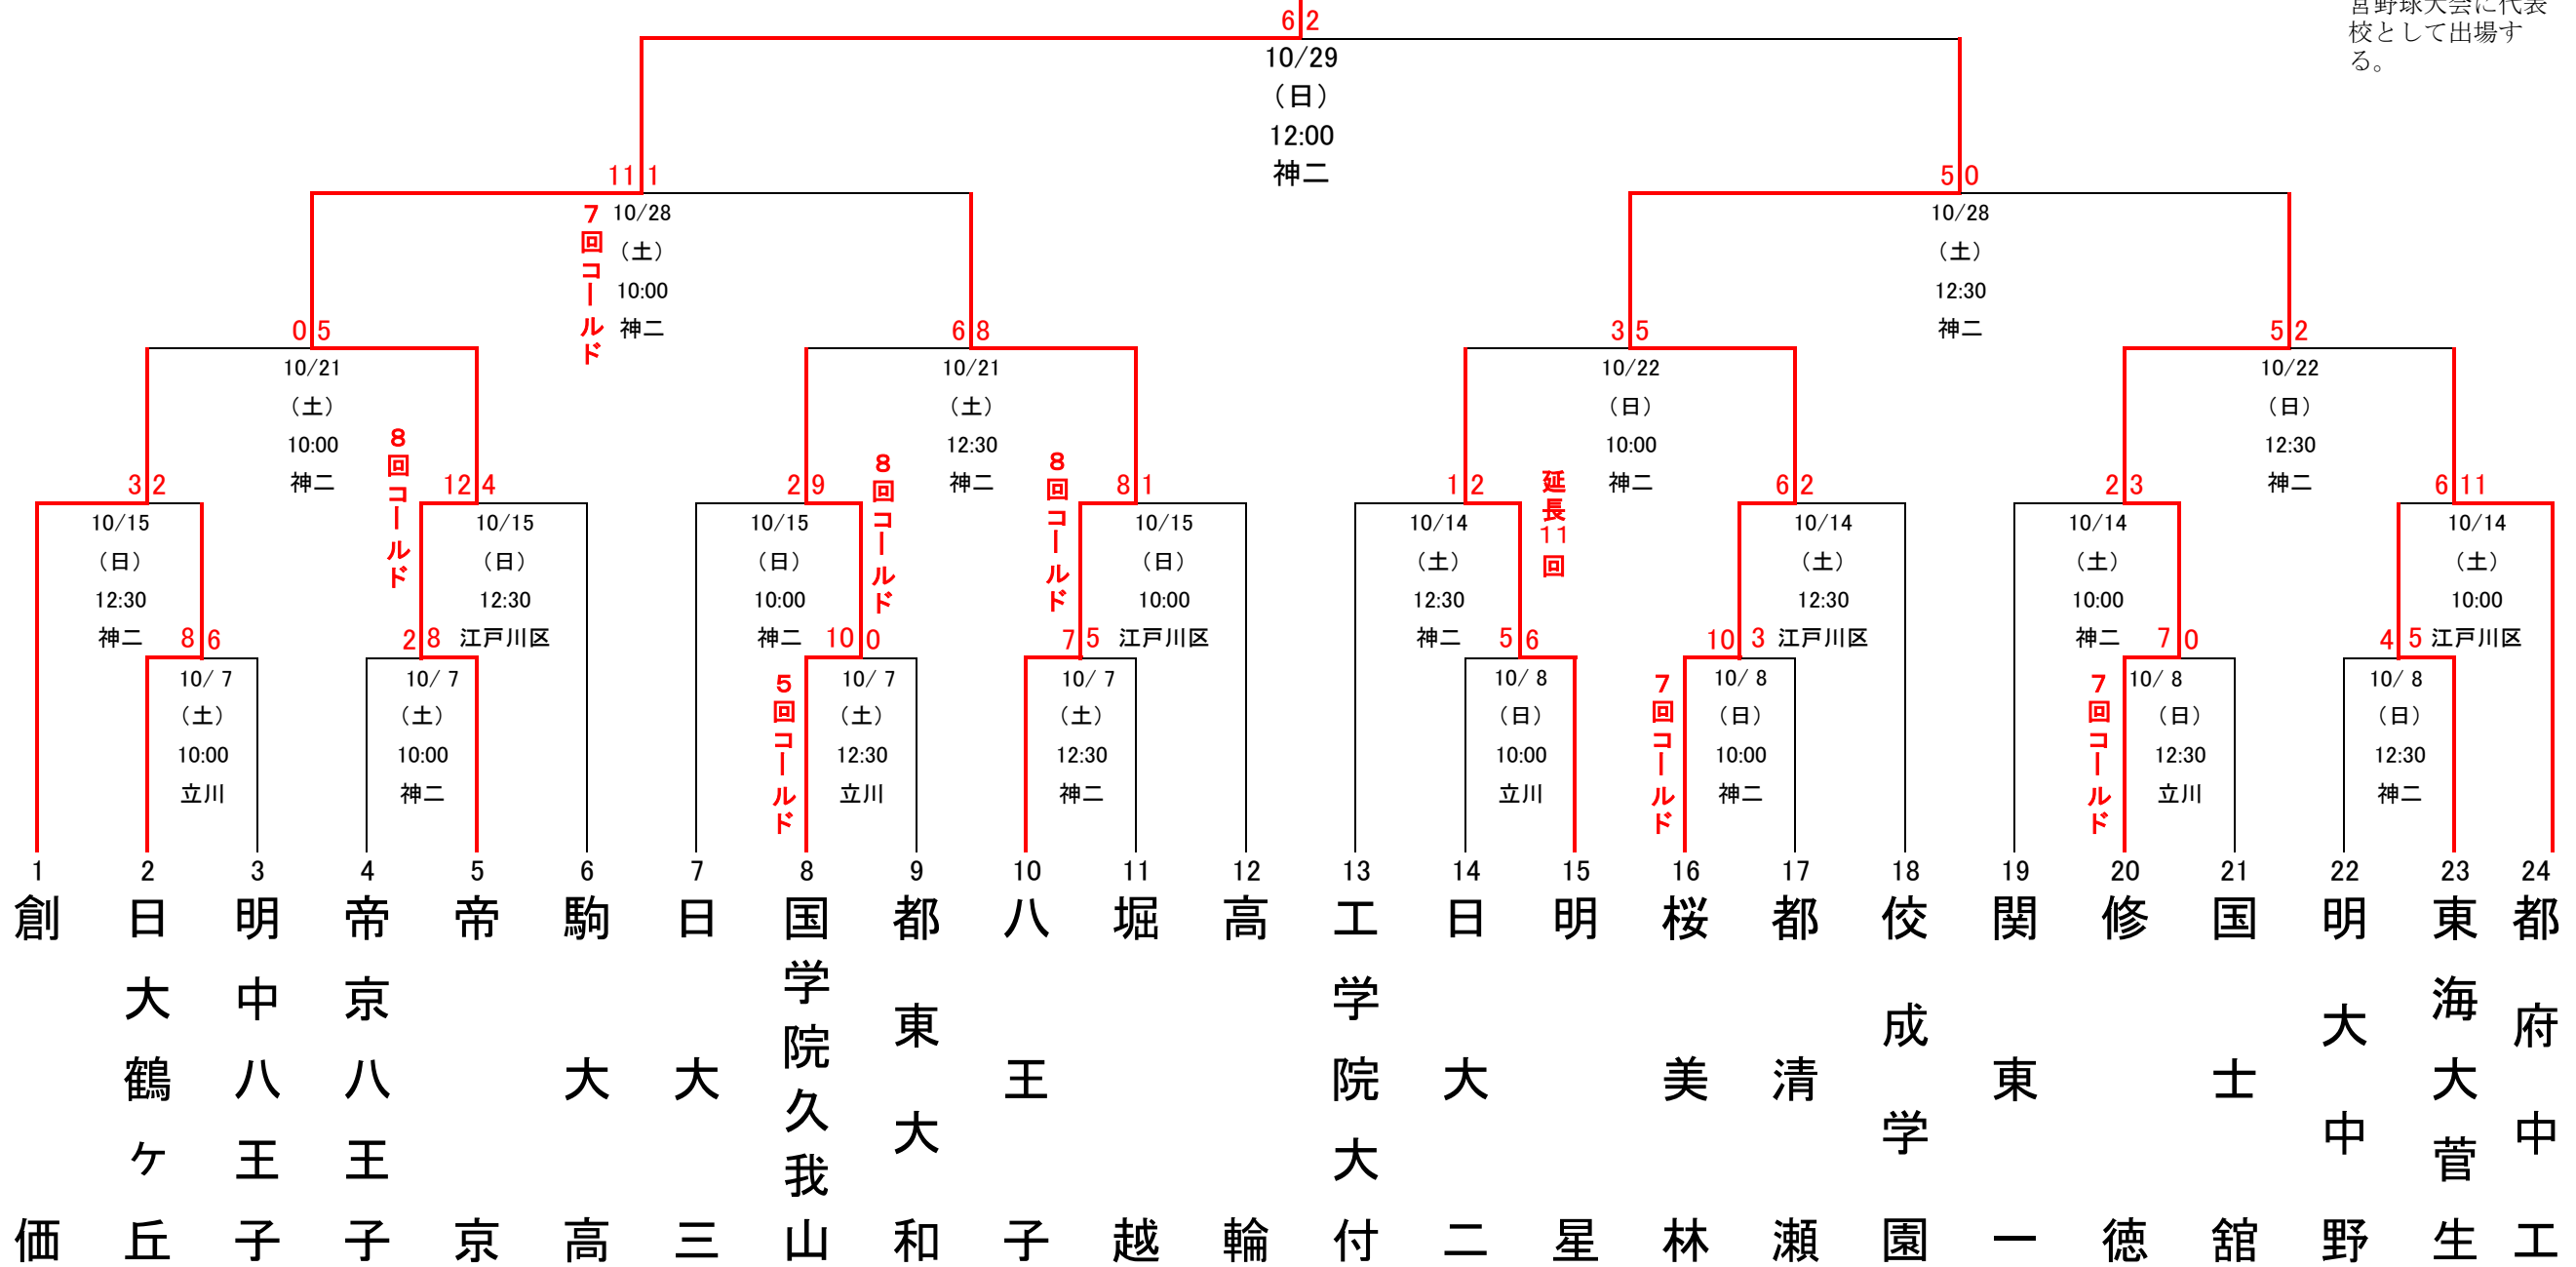 宮野球大会に代表
校として出場す
る。
6 2
10/29
（日）
12:00
神二
11 1
7回コールド
10/28
（土）
10:00
神二
5 0
10/28
（土）
12:30
神二
0 5
10/21
（土）
10:00
神二
6 8
10/21
（土）
12:30
神二
3 5
10/22
（日）
10:00
神二
5 2
10/22
（日）
12:30
神二
3 2
10/15
（日）
12:30
神二
8回コールド
12 4
10/15
（日）
12:30
江戸川区
2 9
8回コールド
10/15
（日）
10:00
神二
8回コールド
8 1
10/15
（日）
10:00
江戸川区
1 2
延長11回
10/14
（土）
12:30
神二
6 2
10/14
（土）
12:30
江戸川区
2 3
10/14
（土）
10:00
神二
6 11
10/14
（土）
10:00
江戸川区
8 6
10/ 7
（土）
10:00
立川
2 8
10/ 7
（土）
10:00
神二
10 0
5回コールド
10/ 7
（土）
12:30
立川
7 5
10/ 7
（土）
12:30
神二
5 6
10/ 8
（日）
10:00
立川
10 3
7回コールド
10/ 8
（日）
10:00
神二
7 0
7回コールド
10/ 8
（日）
12:30
立川
4 5
10/ 8
（日）
12:30
神二
1 創価
2 日大鶴ケ丘
3 明中八王子
4 帝京八王子
5 帝京
6 駒大高
7 日大三
8 国学院久我山
9 都東大和
10 八王子
11 堀越
12 高輪
13 工学院大付
14 日大二
15 明星
16 桜美林
17 都清瀬
18 佼成学園
19 関東一
20 修徳
21 国士舘
22 明大中野
23 東海大菅生
24 都府中工